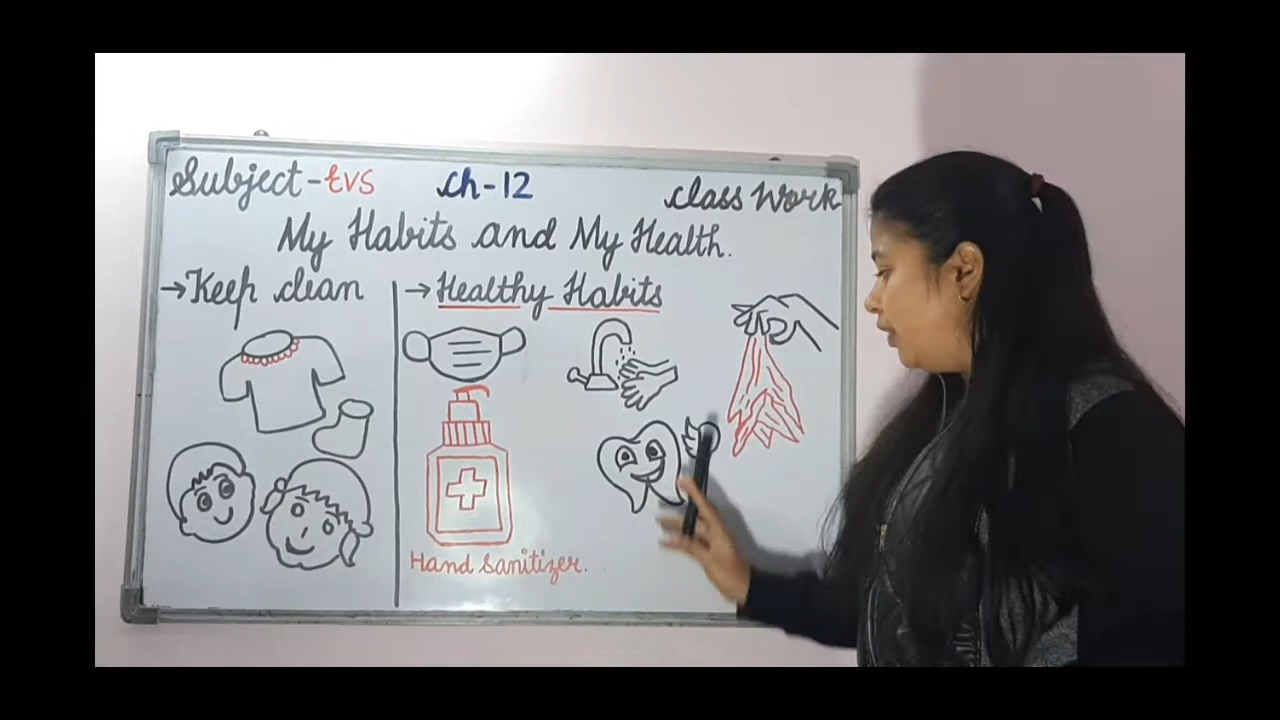 Subject - EVS Ch-12 Class Work
My Habits and My Health.
→ Keep clean
→ Healthy Habits
Hand Sanitizer.